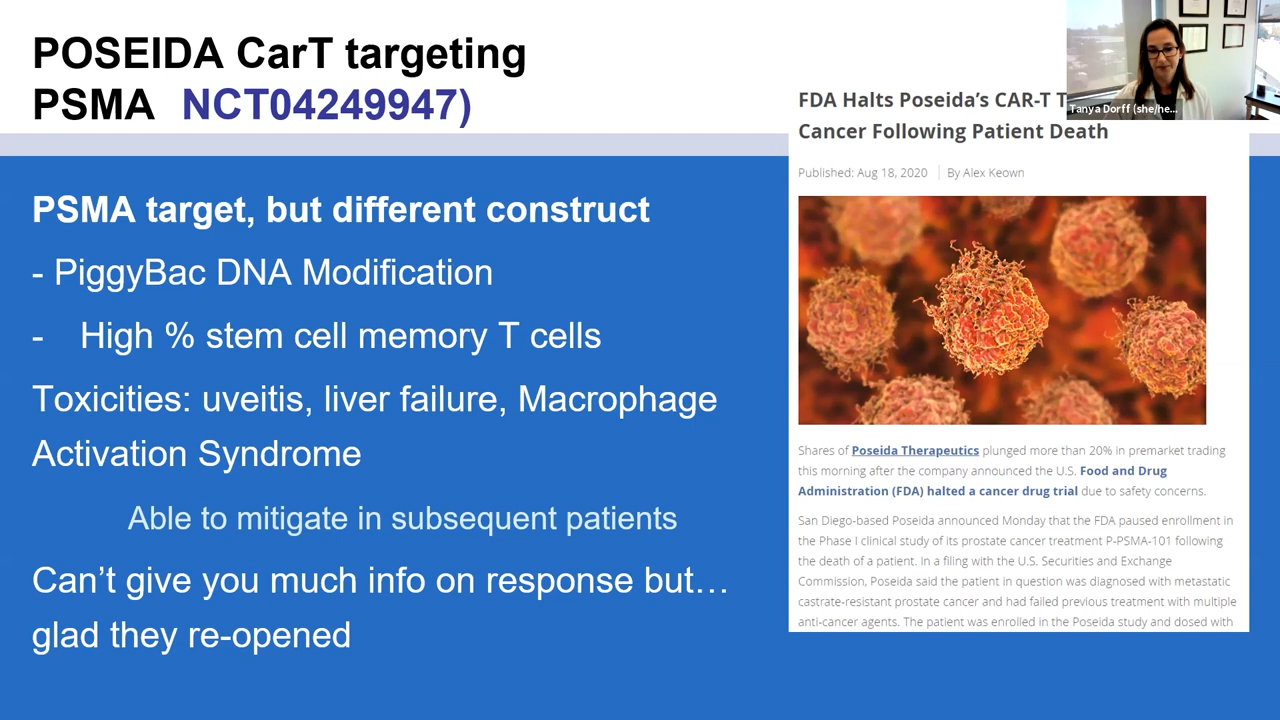 POSEIDA CarT targeting
PSMA NCT04249947)
PSMA target, but different construct
- PiggyBac DNA Modification
- High % stem cell memory T cells
Toxicities: uveitis, liver failure, Macrophage
Activation Syndrome
Able to mitigate in subsequent patients
Can’t give you much info on response but…
glad they re-opened
FDA Halts Poseida’s CAR-T T
Cancer Following Patient Death
Published: Aug 18, 2020 | By Alex Keown
Shares of Poseida Therapeutics plunged more than 20% in premarket trading
this morning after the company announced the U.S. Food and Drug
Administration (FDA) halted a cancer drug trial due to safety concerns.
San Diego-based Poseida announced Monday that the FDA paused enrollment in
the Phase I clinical study of its prostate cancer treatment P-PSMA-101 following
the death of a patient. In a filing with the U.S. Securities and Exchange
Commission, Poseida said the patient in question was diagnosed with metastatic
castrate-resistant prostate cancer and had failed previous treatment with multiple
anti-cancer agents. The patient was enrolled in the Poseida study and dosed with
Tanya Dorff (she/he...